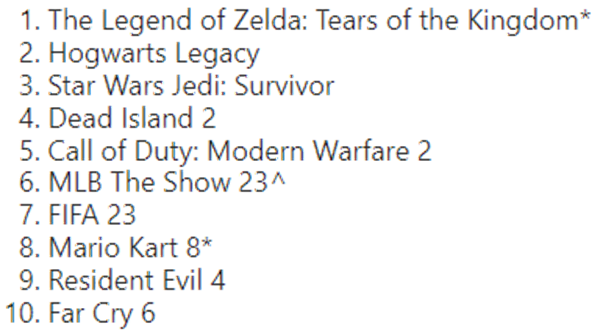 1. The Legend of Zelda: Tears of the Kingdom*
2. Hogwarts Legacy
3. Star Wars Jedi: Survivor
4. Dead Island 2
5. Call of Duty: Modern Warfare 2
6. MLB The Show 23^
7. FIFA 23
8. Mario Kart 8*
9. Resident Evil 4
10. Far Cry 6